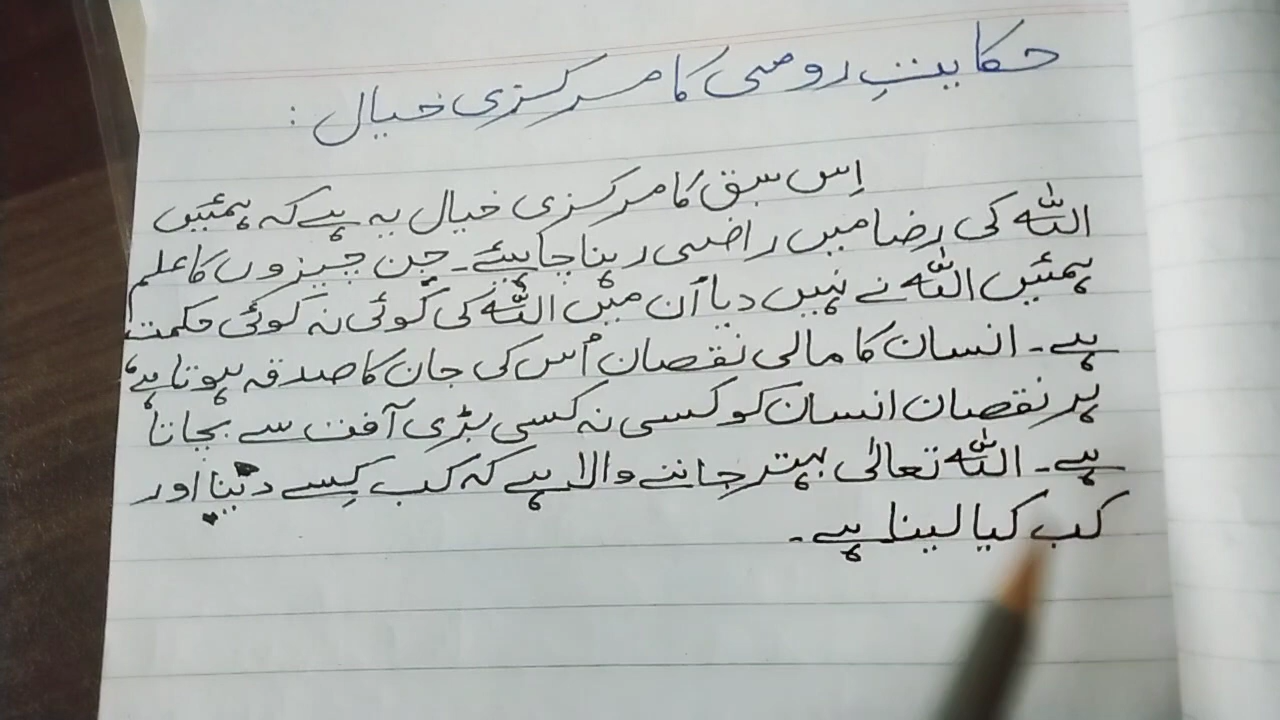 حکایتِ رومی کا مرکزی خیال :
اِس سبق کا مرکزی خیال یہ ہے کہ ہمئیں
اللہ کی رضا میں راضی رہنا چاہیئے۔ جن چیزوں کا علم
ہمئیں اللہ نے نہیں دیا اُن میں اللہ کی کوئی نہ کوئی حکمت
ہے۔ انسان کا مالی نقصان اُس کی جان کا صدقہ ہوتا ہے،
ہر نقصان انسان کو کسی نہ کسی بڑی آفت سے بچاتا
ہے۔ اللہ تعالیٰ بہتر جاننے والا ہے کہ کب کِسے دینا اور
کب کیا لینا ہے۔